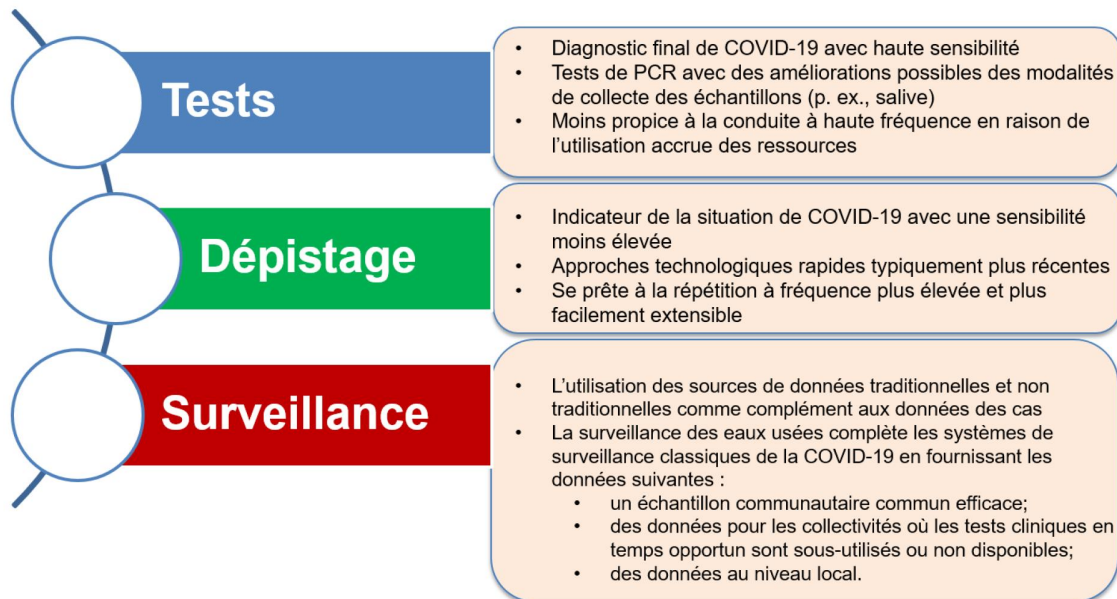 Tests
• Diagnostic final de COVID-19 avec haute sensibilité
• Tests de PCR avec des améliorations possibles des modalités
de collecte des échantillons (p. ex., salive)
• Moins propice à la conduite à haute fréquence en raison de
l’utilisation accrue des ressources
Dépistage
• Indicateur de la situation de COVID-19 avec une sensibilité
moins élevée
• Approches technologiques rapides typiquement plus récentes
• Se prête à la répétition à fréquence plus élevée et plus
facilement extensible
Surveillance
• L’utilisation des sources de données traditionnelles et non
traditionnelles comme complément aux données des cas
• La surveillance des eaux usées complète les systèmes de
surveillance classiques de la COVID-19 en fournissant les
données suivantes :
• un échantillon communautaire commun efficace;
• des données pour les collectivités où les tests cliniques en
temps opportun sont sous-utilisés ou non disponibles;
• des données au niveau local.